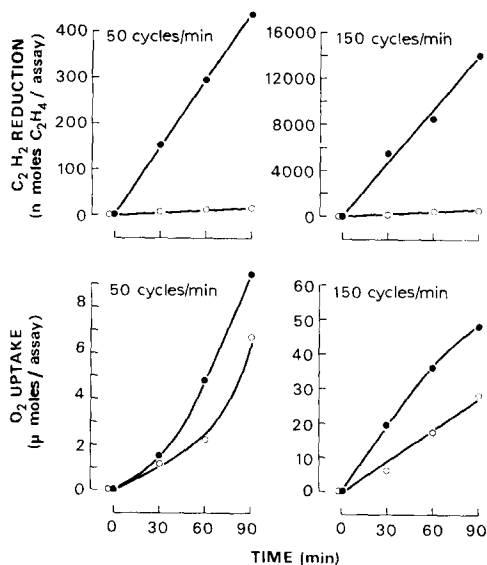 C2H2 REDUCTION
(n moles C2H4 / assay)
50 cycles/min
400
300
200
100
0
150 cycles/min
16000
12000
8000
4000
0
O2 UPTAKE
(μ moles / assay)
50 cycles/min
8
6
4
2
0
0 30 60 90
150 cycles/min
60
50
40
30
20
10
0
0 30 60 90
TIME (min)